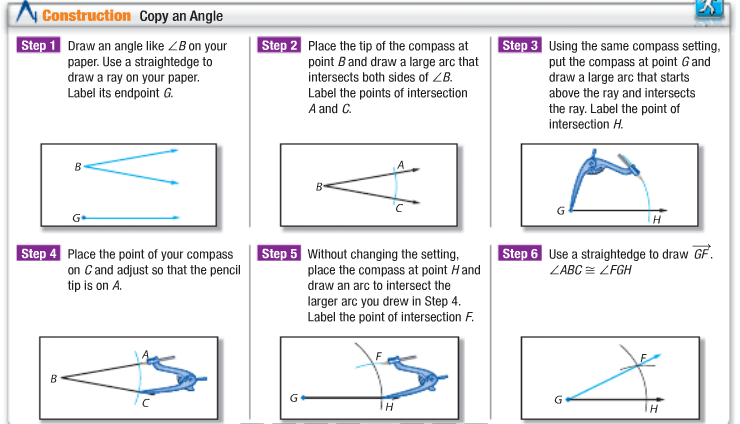 Construction Copy an Angle
Step 1 Draw an angle like ∠B on your
paper. Use a straightedge to
draw a ray on your paper.
Label its endpoint G.
B
G
Step 2 Place the tip of the compass at
point B and draw a large arc that
intersects both sides of ∠B.
Label the points of intersection
A and C.
A
B
C
Step 3 Using the same compass setting,
put the compass at point G and
draw a large arc that starts
above the ray and intersects
the ray. Label the point of
intersection H.
G
H
Step 4 Place the point of your compass
on C and adjust so that the pencil
tip is on A.
A
B
C
Step 5 Without changing the setting,
place the compass at point H and
draw an arc to intersect the
larger arc you drew in Step 4.
Label the point of intersection F.
F
G
H
Step 6 Use a straightedge to draw \overrightarrow{GF}.
∠ABC ≅ ∠FGH
F
G
H